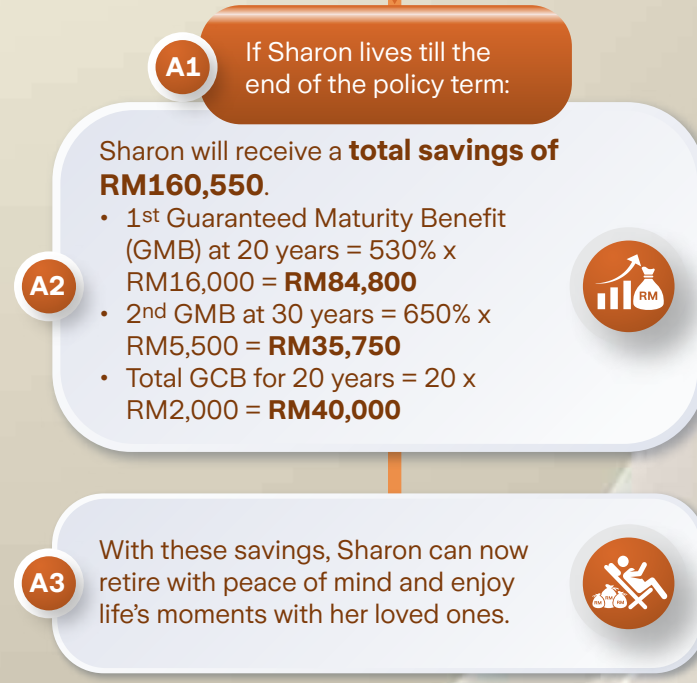 A1
If Sharon lives till the
end of the policy term:
Sharon will receive a total savings of
RM160,550.
A2
• 1st Guaranteed Maturity Benefit
(GMB) at 20 years = 530% x
RM16,000 = RM84,800
• 2nd GMB at 30 years = 650% x
RM5,500 = RM35,750
• Total GCB for 20 years = 20 x
RM2,000 = RM40,000
RM
A3
With these savings, Sharon can now
retire with peace of mind and enjoy
life's moments with her loved ones.
RM RM RM